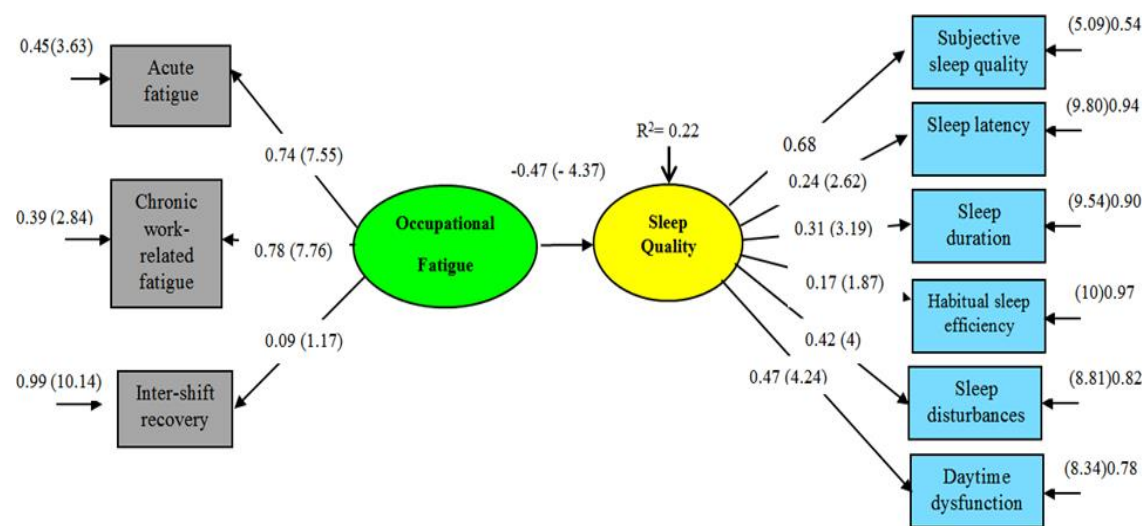 0.45(3.63)
Acute
fatigue
0.74 (7.55)
0.39 (2.84)
Chronic
work-
related
fatigue
0.78 (7.76)
0.99 (10.14)
Inter-shift
recovery
0.09 (1.17)
Occupational
Fatigue
-0.47 (- 4.37)
R²= 0.22
Sleep
Quality
0.68
Subjective
sleep quality
(5.09)0.54
0.24 (2.62)
Sleep latency
(9.80)0.94
0.31 (3.19)
Sleep
duration
(9.54)0.90
0.17 (1.87)
Habitual sleep
efficiency
(10)0.97
0.42 (4)
Sleep
disturbances
(8.81)0.82
0.47 (4.24)
Daytime
dysfunction
(8.34)0.78